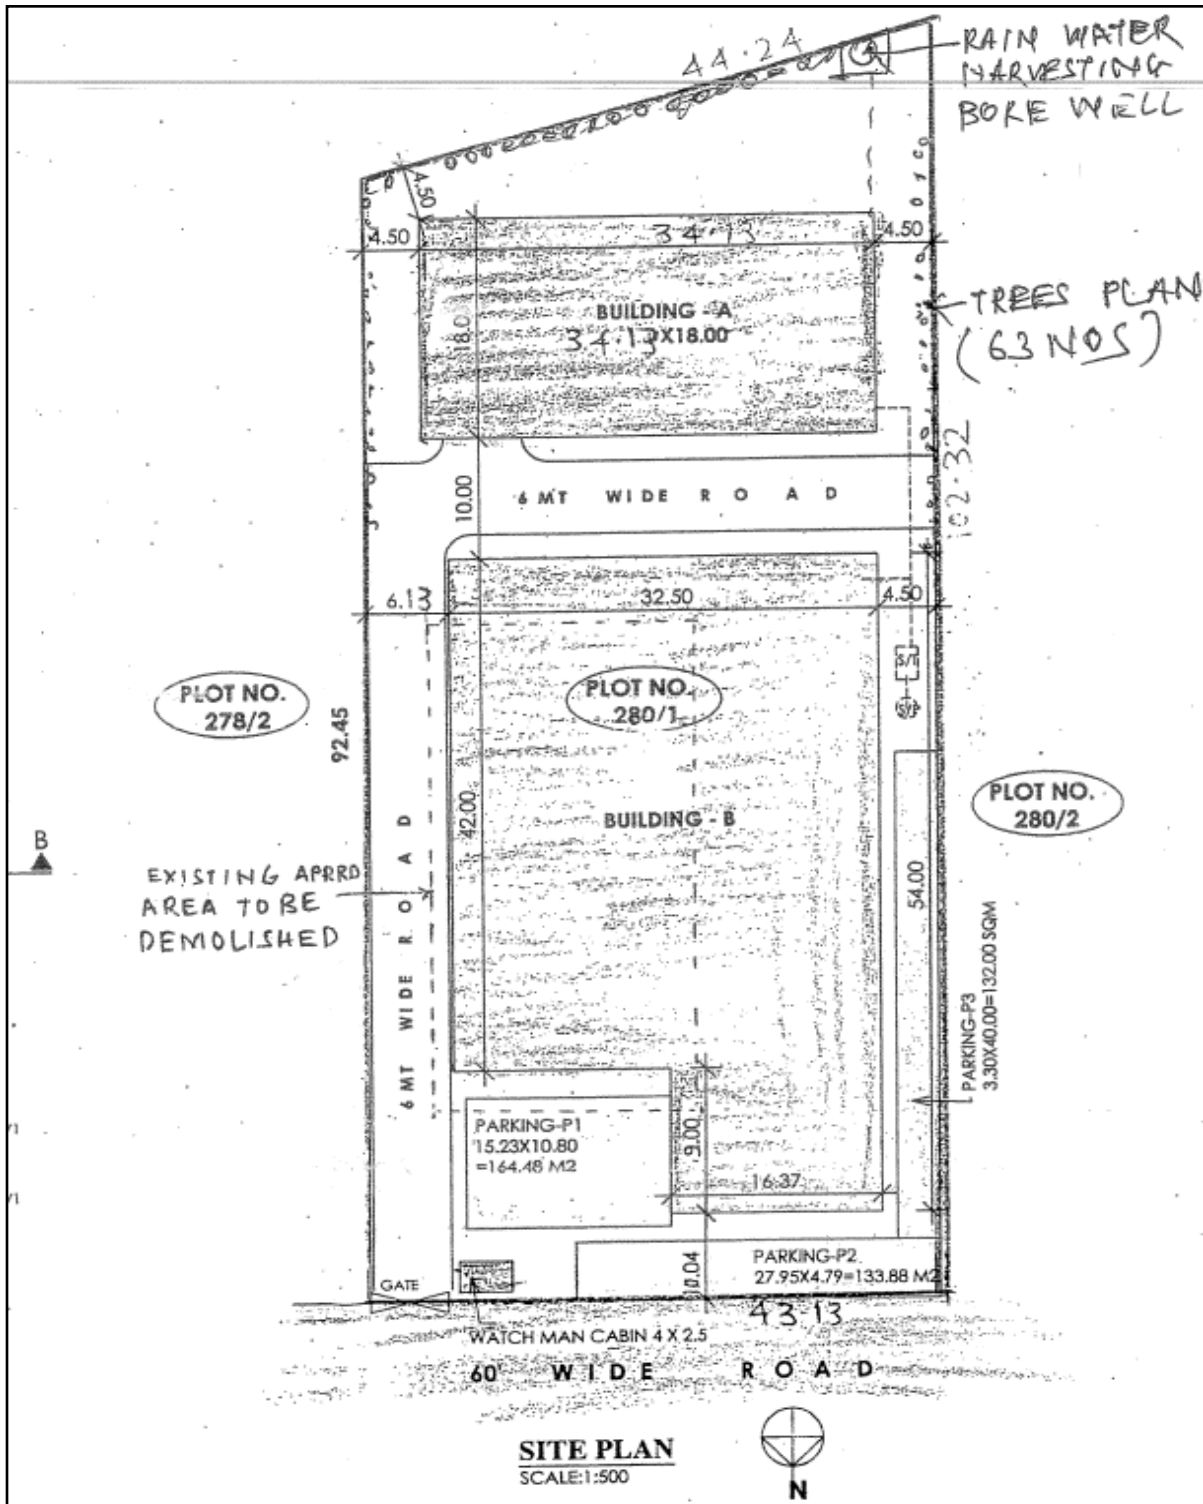 44.24
RAIN WATER
HARVESTING
BORE WELL
4.50
4.50
34.13
4.50
BUILDING - A
34.13X18.00
18.0
TREES PLAN
(63 NOS)
102.32
6 MT WIDE ROAD
10.00
6.13
32.50
4.50
PLOT NO.
278/2
PLOT NO.
280/1
92.45
PLOT NO.
280/2
42.00
BUILDING - B
B
EXISTING APRRD
AREA TO BE
DEMOLISHED
6 MT WIDE ROAD
54.00
PARKING-P3
3.30X40.00=132.00 SQM
PARKING-P1
15.23X10.80
=164.48 M2
9.00
16.37
10.04
PARKING-P2
27.95X4.79=133.88 M2
GATE
43.13
WATCH MAN CABIN 4 X 2.5
60' WIDE ROAD
SITE PLAN
SCALE:1:500
N